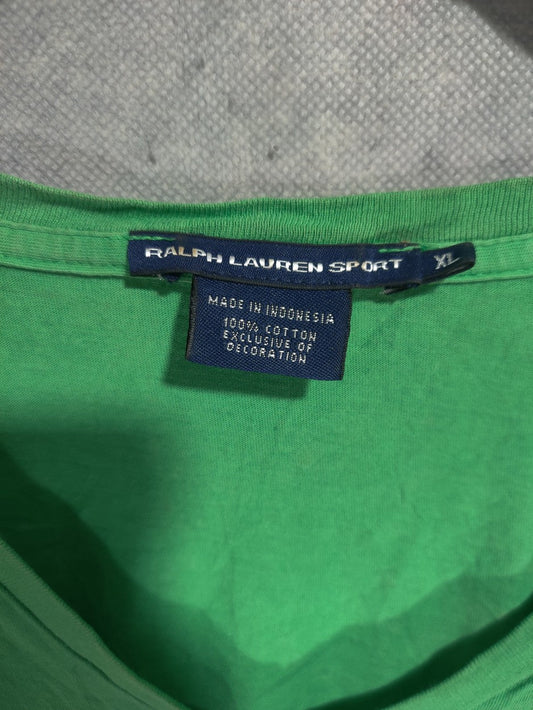 RALPH LAUREN SPORT XL
MADE IN INDONESIA
100% COTTON
EXCLUSIVE OF
DECORATION